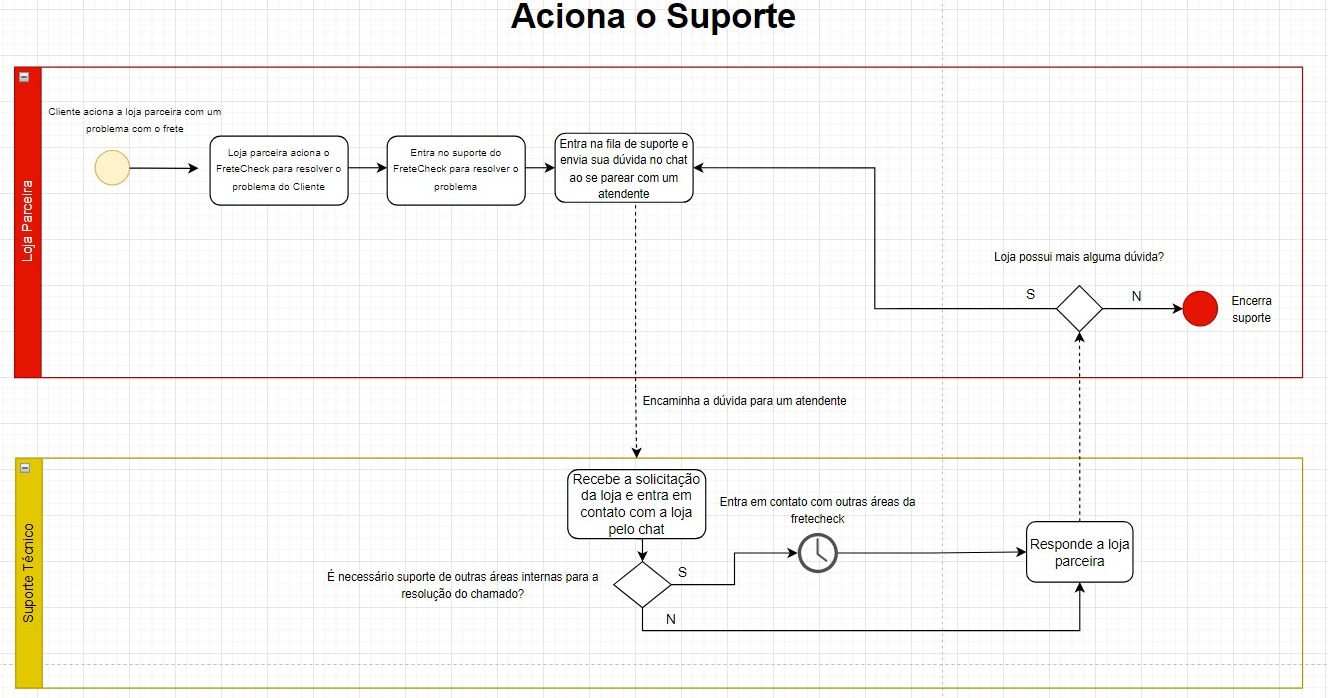 Aciona o Suporte
Loja Parceira
Cliente aciona a loja parceira com um
problema com o frete
Loja parceira aciona o
FreteCheck para resolver o
problema do Cliente
Entra no suporte do
FreteCheck para resolver o
problema
Entra na fila de suporte e
envia sua dúvida no chat
ao se parear com um
atendente
Loja possui mais alguma dúvida?
S
N
Encerra
suporte
Encaminha a dúvida para um atendente
Suporte Técnico
Recebe a solicitação
da loja e entra em
contato com a loja
pelo chat
É necessário suporte de outras áreas internas para a
resolução do chamado?
S
N
Entra em contato com outras áreas da
fretecheck
Responde a loja
parceira